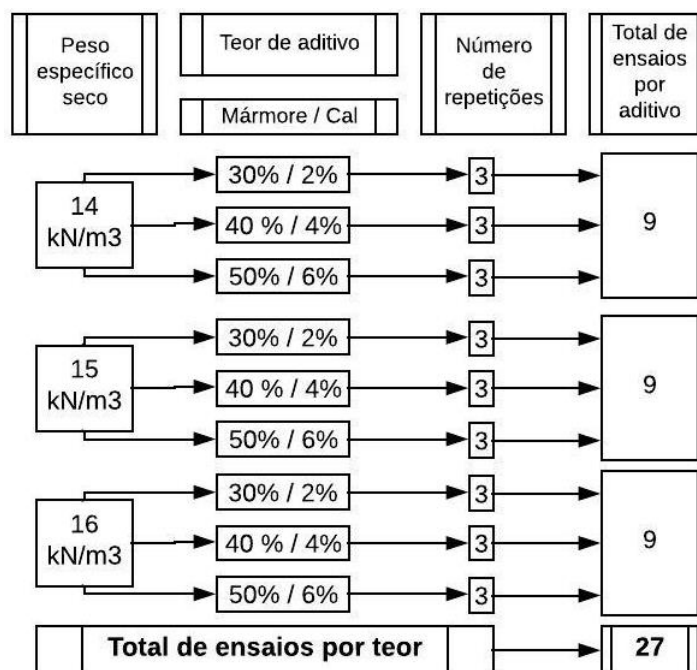 Peso
específico
seco
Teor de aditivo
Mármore / Cal
Número
de
repetições
Total de
ensaios
por
aditivo
14
kN/m3
30% / 2%
3
40 % / 4%
3
50% / 6%
3
9
15
kN/m3
30% / 2%
3
40 % / 4%
3
50% / 6%
3
9
16
kN/m3
30% / 2%
3
40 % / 4%
3
50% / 6%
3
9
Total de ensaios por teor
27